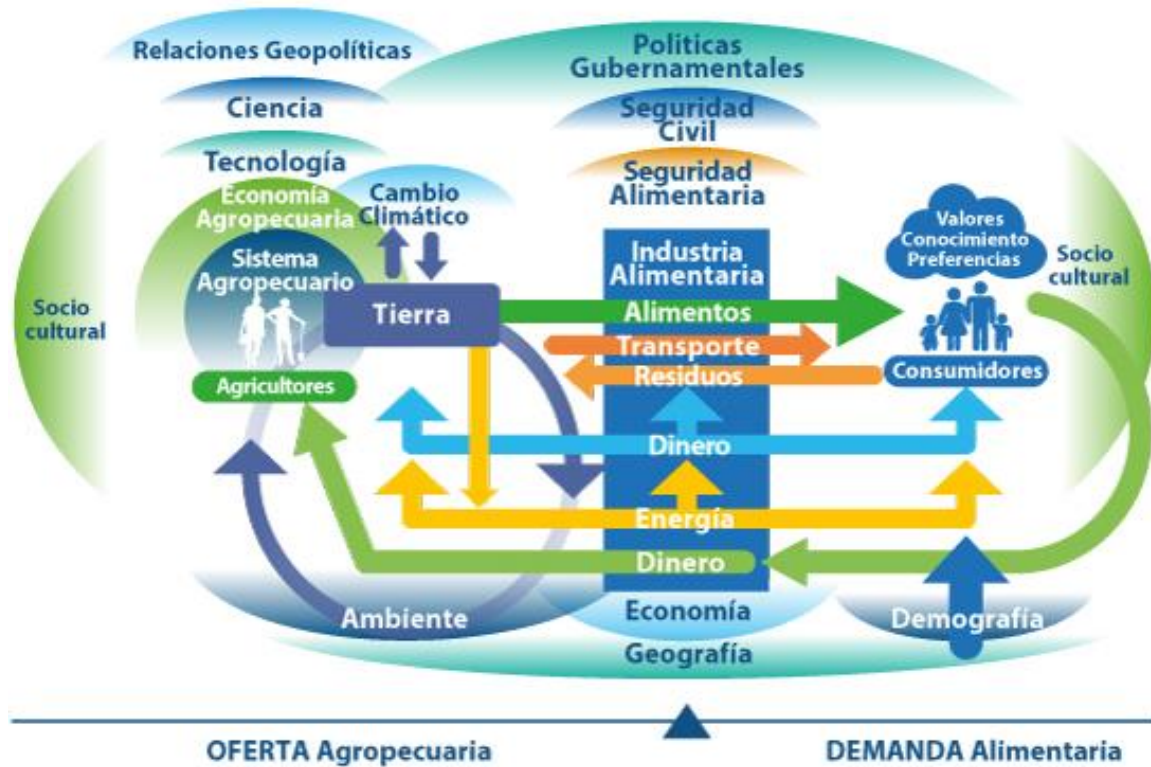 Relaciones Geopolíticas
Políticas
Gubernamentales
Ciencia
Seguridad
Civil
Tecnología
Seguridad
Alimentaria
Economía
Agropecuaria
Cambio
Climático
Valores
Conocimiento
Preferencias
Sistema
Agropecuario
Industria
Alimentaria
Socio
cultural
Socio
cultural
Tierra
Alimentos
Transporte
Residuos
Agricultores
Consumidores
Dinero
Energía
Dinero
Ambiente
Economía
Demografía
Geografía
OFERTA Agropecuaria
DEMANDA Alimentaria